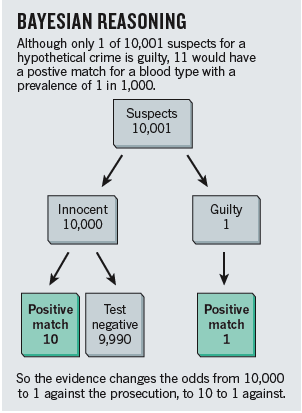 BAYESIAN REASONING
Although only 1 of 10,001 suspects for a
hypothetical crime is guilty, 11 would have
a postive match for a blood type with a
prevalence of 1 in 1,000.
Suspects
10,001
Innocent
10,000
Guilty
1
Positive
match
10
Test
negative
9,990
Positive
match
1
So the evidence changes the odds from 10,000
to 1 against the prosecution, to 10 to 1 against.